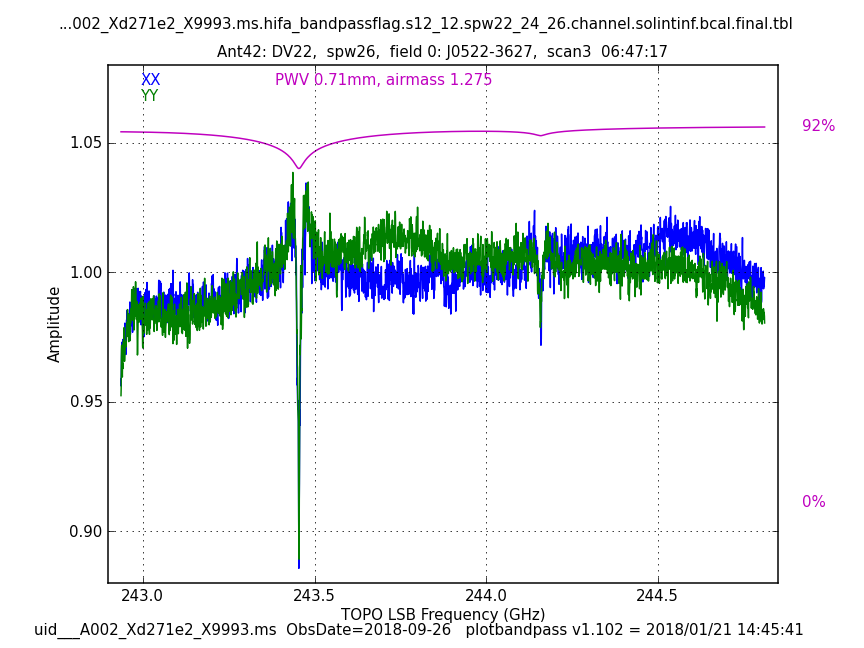 ...002_Xd271e2_X9993.ms.hifa_bandpassflag.s12_12.spw22_24_26.channel.solintinf.bcal.final.tbl
Ant42: DV22,  spw26,  field 0: J0522-3627,  scan3  06:47:17
XX
PWV 0.71mm, airmass 1.275
YY
92%
1.05
1.00
Amplitude
0.95
0%
0.90
243.0 243.5 244.0 244.5
TOPO LSB Frequency (GHz)
uid___A002_Xd271e2_X9993.ms  ObsDate=2018-09-26   plotbandpass v1.102 = 2018/01/21 14:45:41